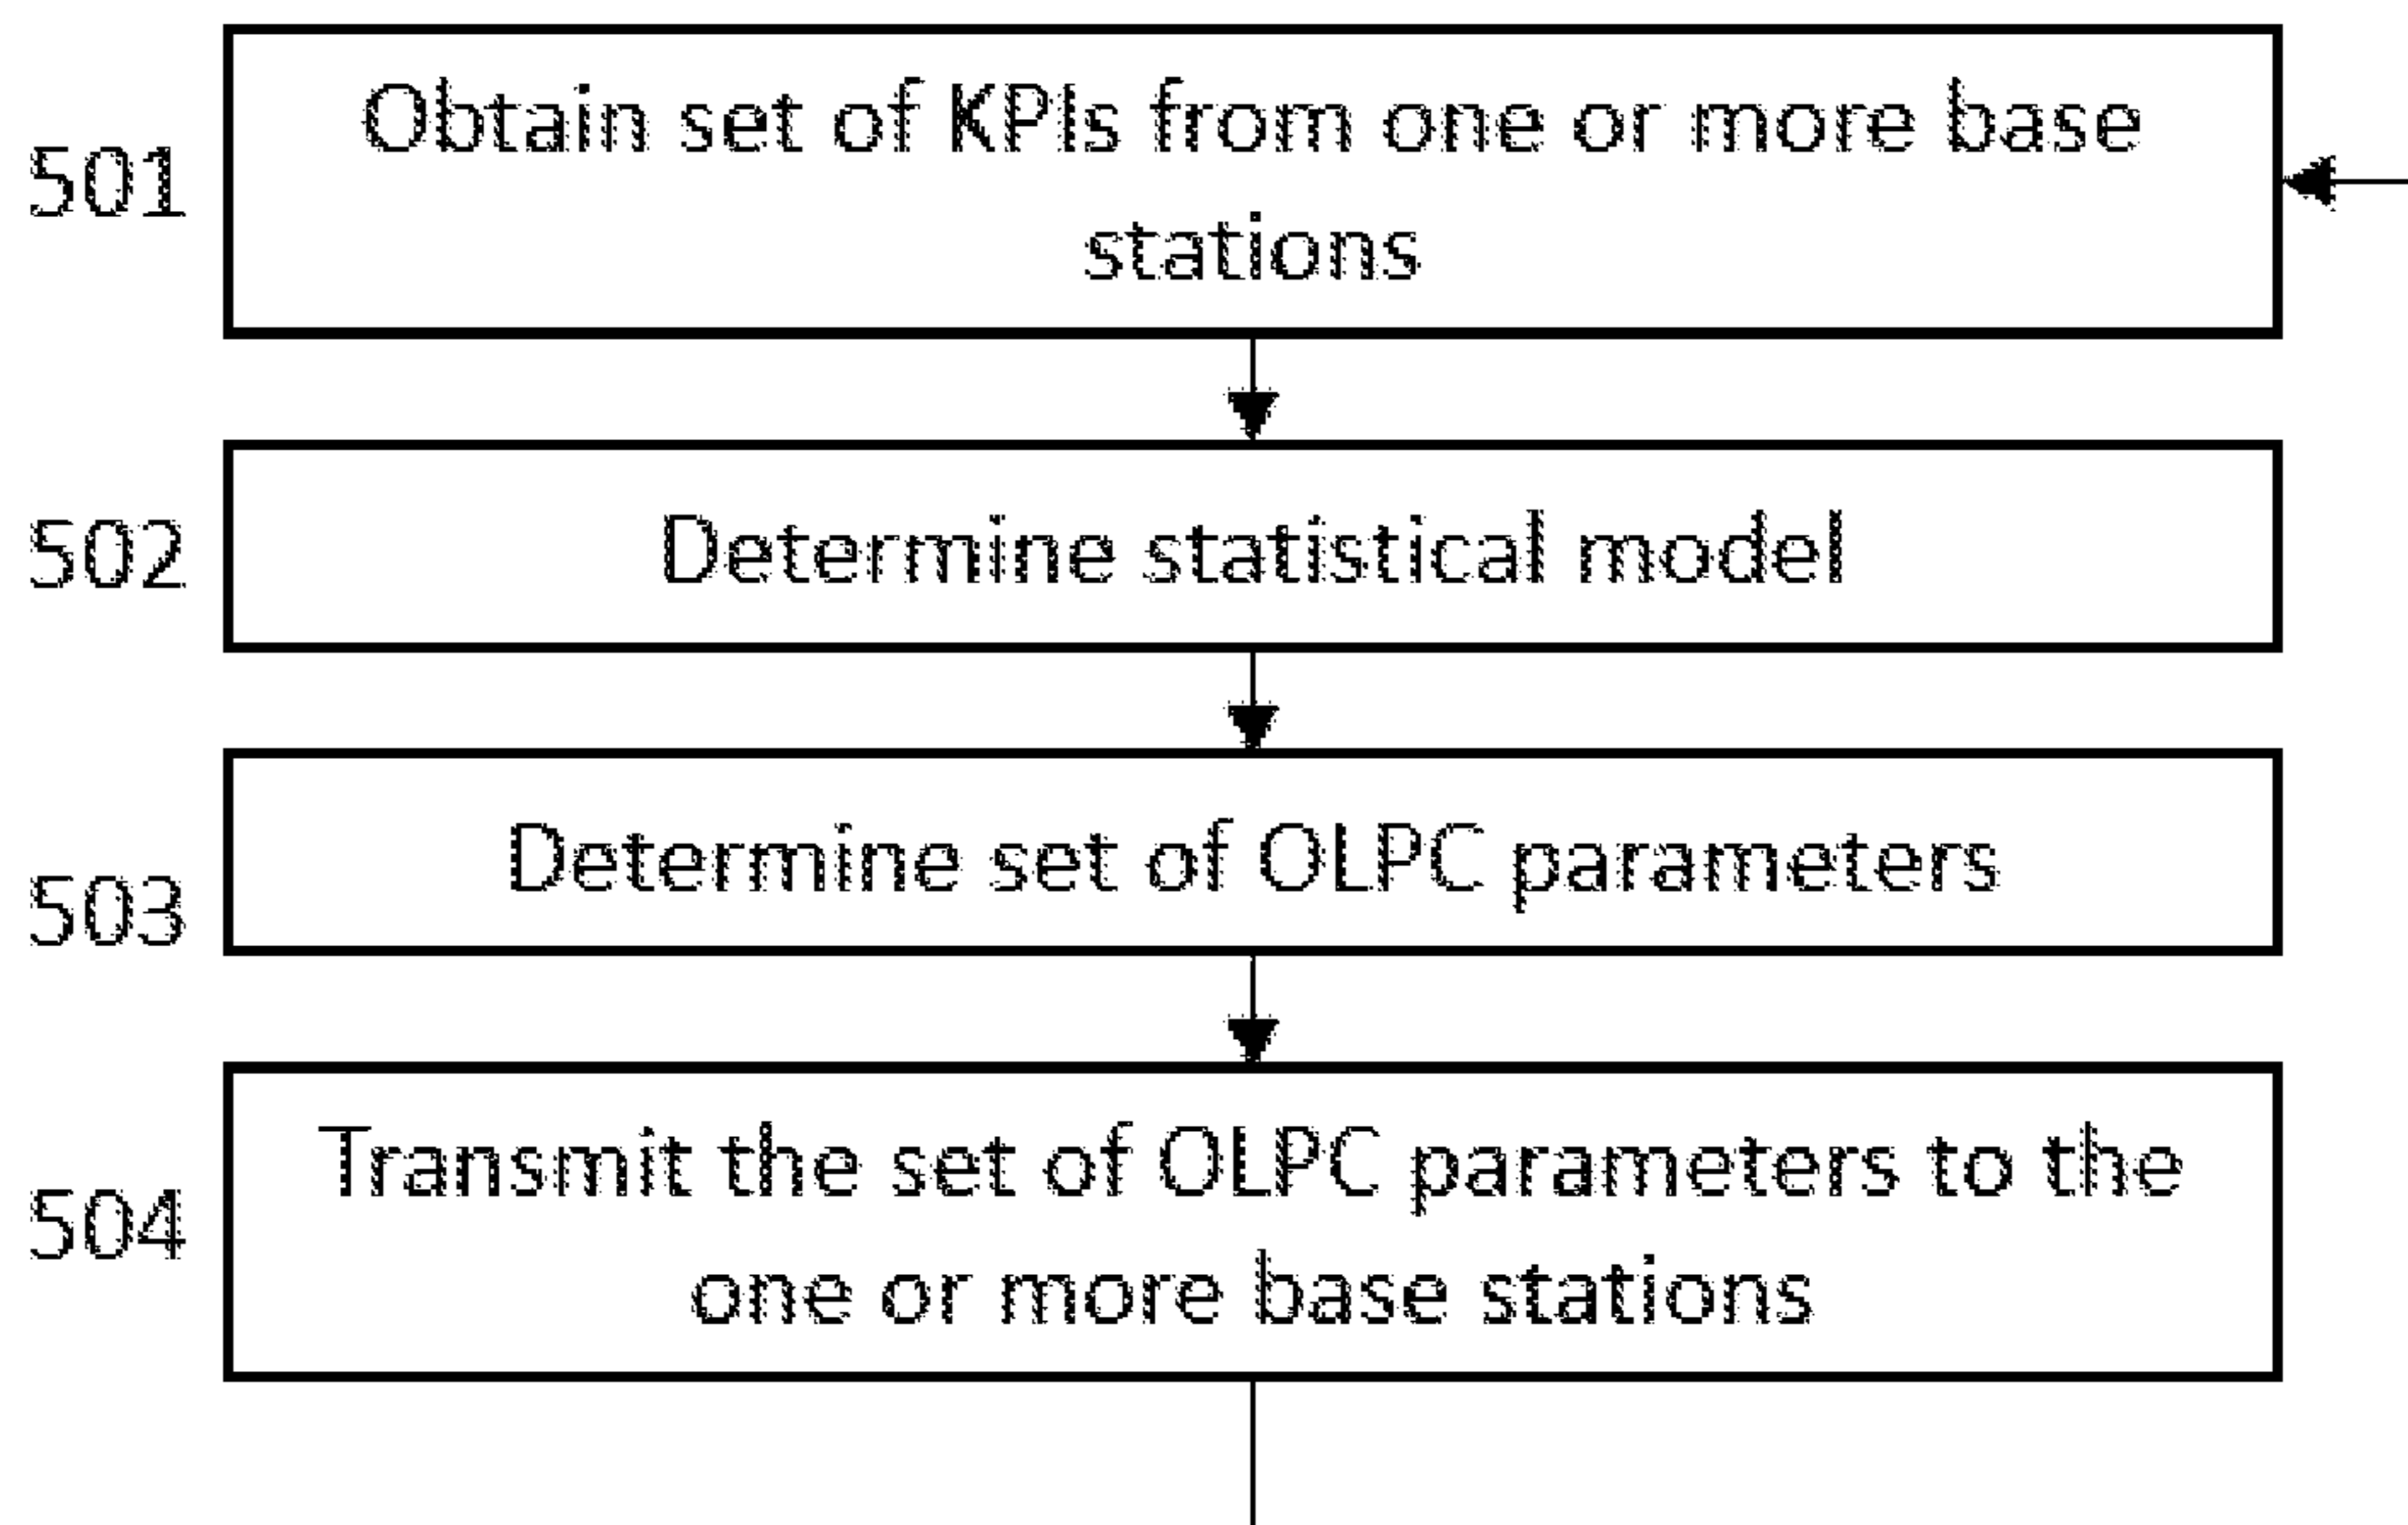 Obtain set of KPIs from one or more base
501
stations
502
Determine statistical model
Determine set of OLPC parameters
503
Transmit the set of OLPC parameters to the
504
one or more base stations